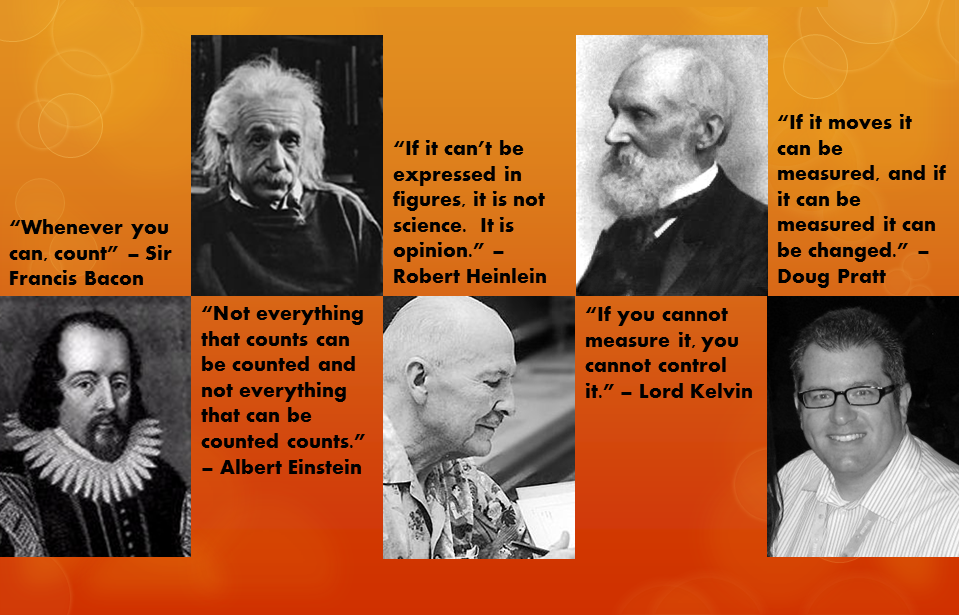 “Whenever you
can, count” – Sir
Francis Bacon
“Not everything
that counts can
be counted and
not everything
that can be
counted counts.”
– Albert Einstein
“If it can’t be
expressed in
figures, it is not
science.  It is
opinion.” –
Robert Heinlein
“If you cannot
measure it, you
cannot control
it.” – Lord Kelvin
“If it moves it
can be
measured, and if
it can be
measured it can
be changed.” –
Doug Pratt